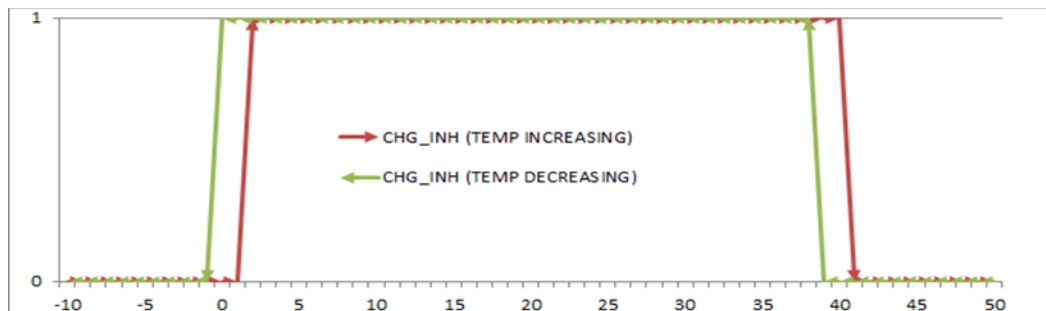 1
CHG_INH (TEMP INCREASING)
CHG_INH (TEMP DECREASING)
0
-10 -5 0 5 10 15 20 25 30 35 40 45 50